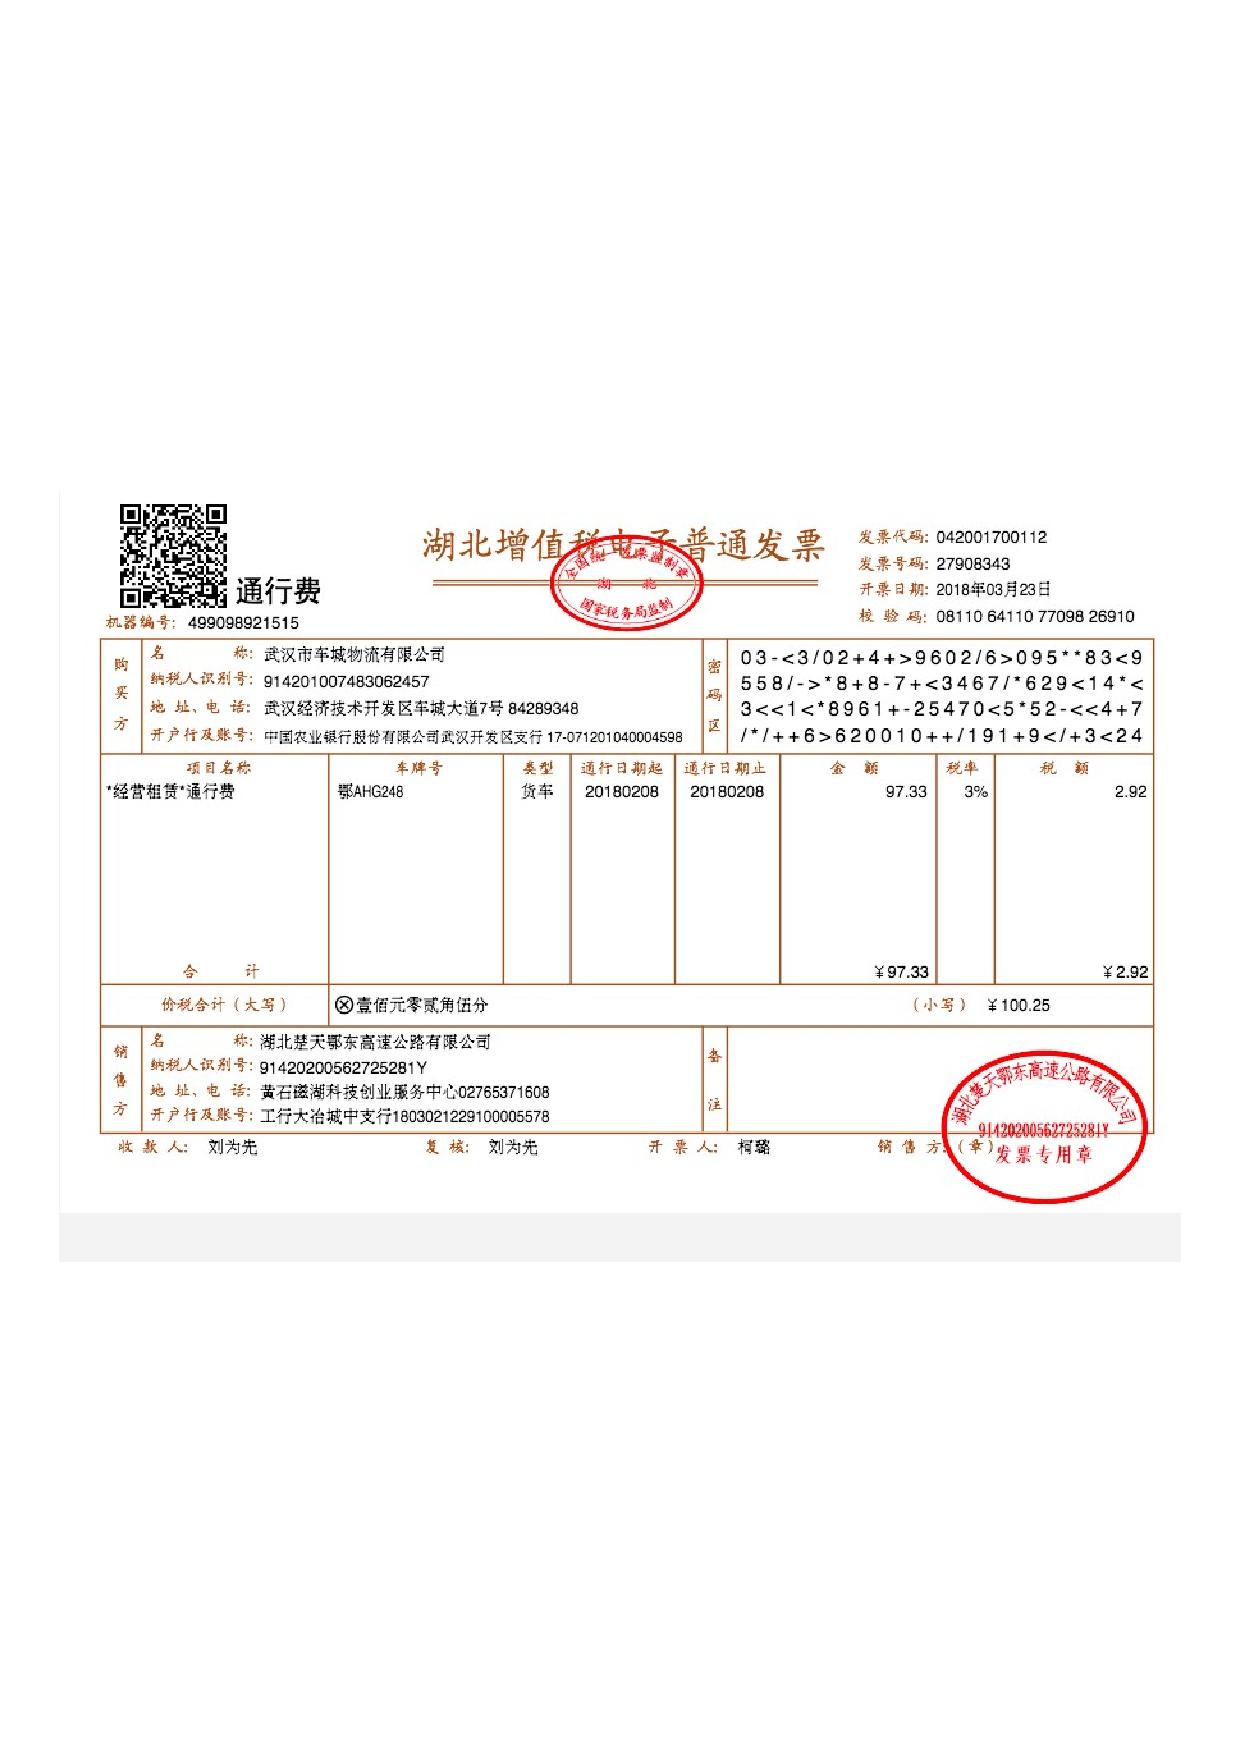 湖北增值税电子普通发票
全国统一发票监制章
湖 北
国家税务局监制
通行费
机器编号: 499098921515
发票代码: 042001700112
发票号码: 27908343
开票日期: 2018年03月23日
校 验 码: 08110 64110 77098 26910
购买方
名 称: 武汉市车城物流有限公司
纳税人识别号: 914201007483062457
地 址、电 话: 武汉经济技术开发区车城大道7号 84289348
开户行及账号: 中国农业银行股份有限公司武汉开发区支行 17-071201040004598
密码区
03-<3/02+4+>9602/6>095**83<9
558/->*8+8-7+<3467/*629<14*<
3<<1<*8961+-25470<5*52-<<4+7
/*/++6>620010++/191+9</+3<24
项目名称 车牌号 类型 通行日期起 通行日期止 金 额 税率 税 额
*经营租赁*通行费 鄂AHG248 货车 20180208 20180208 97.33 3% 2.92
合 计 ¥97.33 ¥2.92
价税合计（大写） ⊗壹佰元零贰角伍分 （小写） ¥100.25
销售方
名 称: 湖北楚天鄂东高速公路有限公司
纳税人识别号: 91420200562725281Y
地 址、电 话: 黄石磁湖科技创业服务中心02765371608
开户行及账号: 工行大冶城中支行1803021229100005578
备注
收 款 人: 刘为先 复 核: 刘为先 开 票 人: 柯璐 销 售 方:（章）
湖北楚天鄂东高速公路有限公司
91420200562725281Y
发票专用章